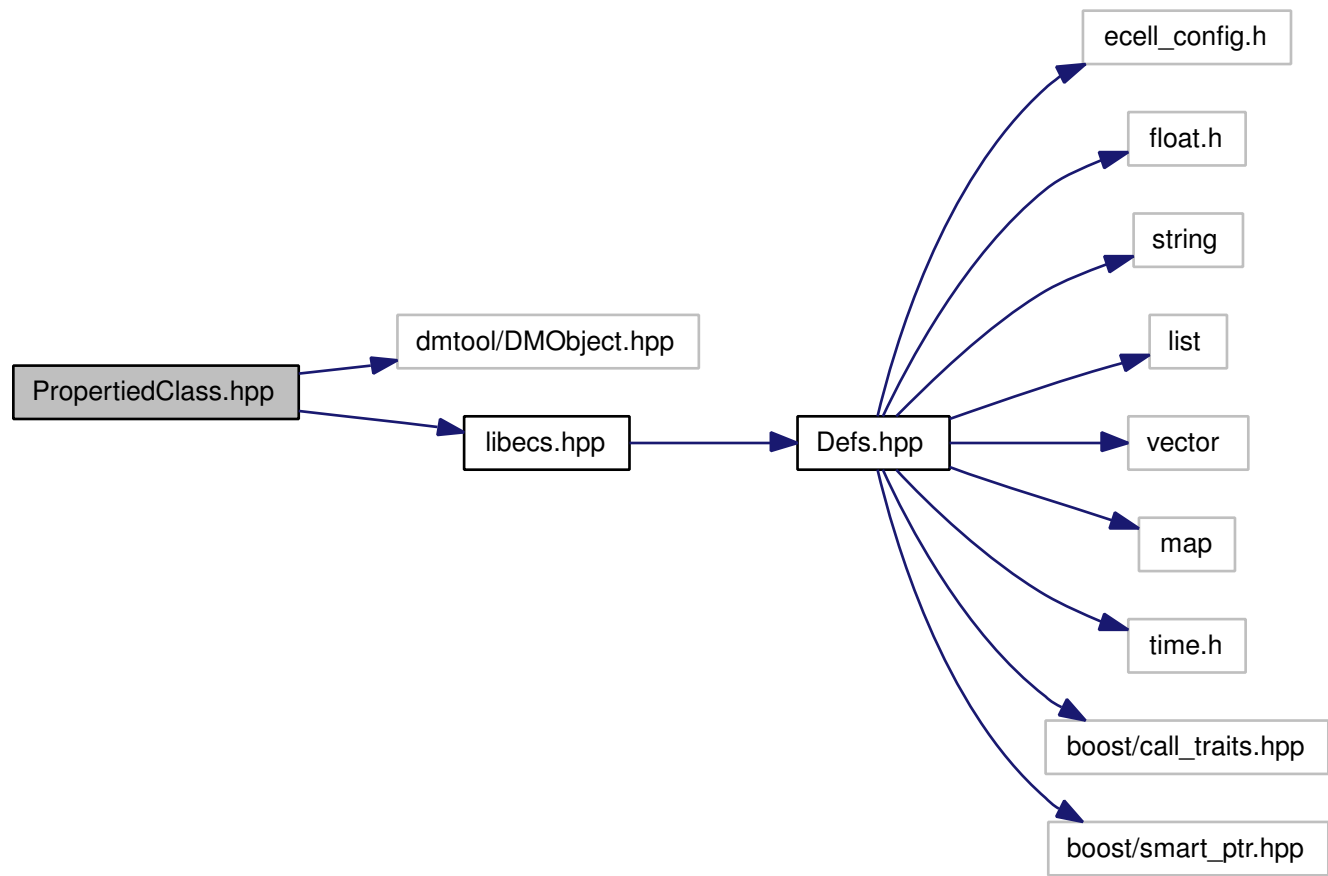 ecell_config.h
float.h
string
list
dmtool/DMObject.hpp
PropertiedClass.hpp
libecs.hpp
Defs.hpp
vector
map
time.h
boost/call_traits.hpp
boost/smart_ptr.hpp